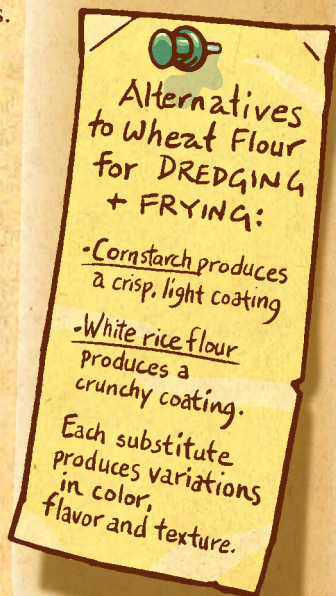 s.
Alternatives
to Wheat Flour
for DREDGING
+ FRYING:
•Cornstarch produces
a crisp, light coating
•White rice flour
produces a
crunchy coating.
Each substitute
produces variations
in color,
flavor and texture.